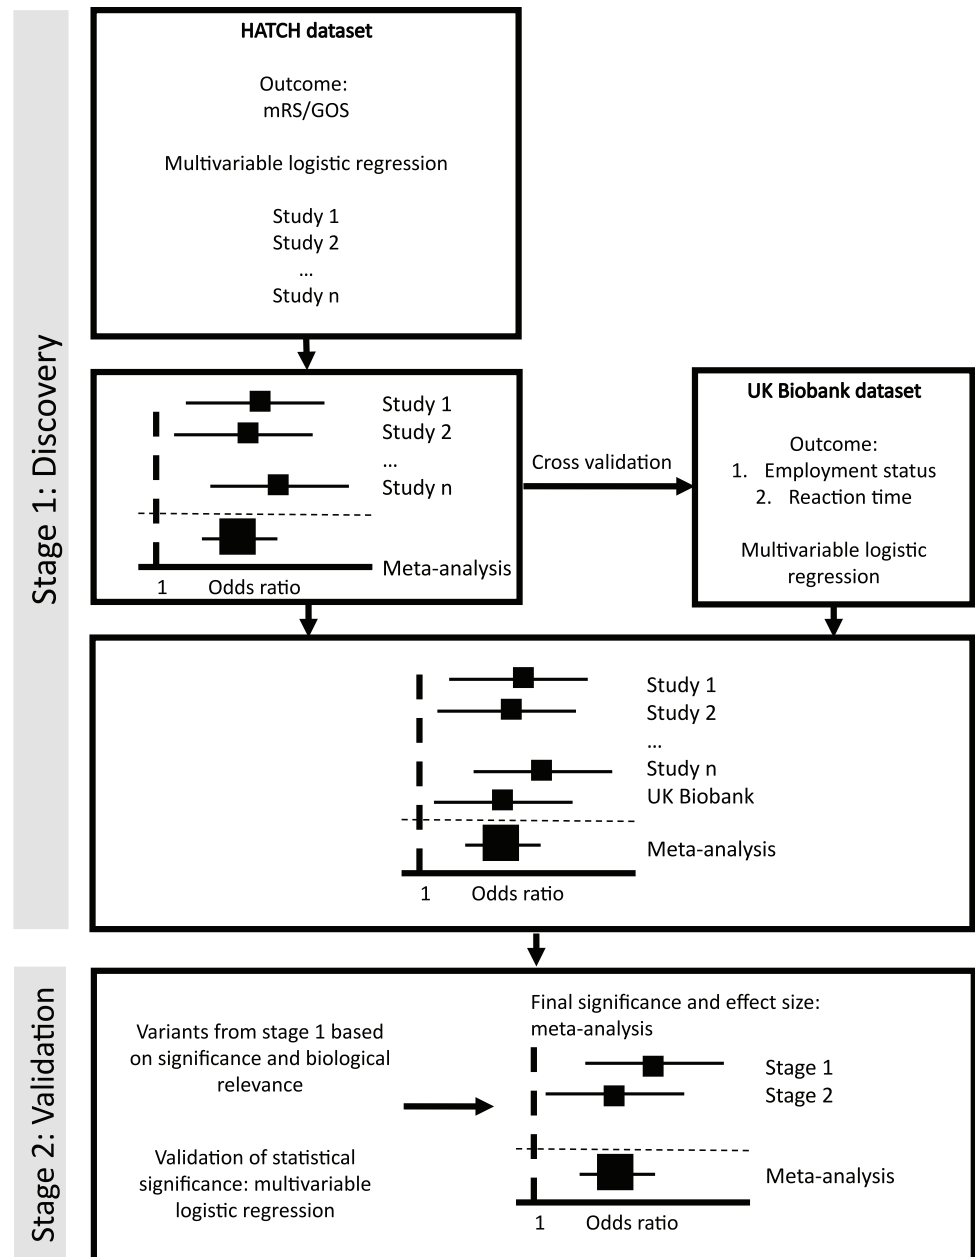 Stage 1: Discovery
HATCH dataset
Outcome:
mRS/GOS
Multivariable logistic regression
Study 1
Study 2
...
Study n
Study 1
Study 2
...
Study n
Meta-analysis
1
Odds ratio
Cross validation
UK Biobank dataset
Outcome:
1. Employment status
2. Reaction time
Multivariable logistic
regression
Study 1
Study 2
...
Study n
UK Biobank
Meta-analysis
1
Odds ratio
Stage 2: Validation
Variants from stage 1 based
on significance and biological
relevance
Validation of statistical
significance: multivariable
logistic regression
Final significance and effect size:
meta-analysis
Stage 1
Stage 2
Meta-analysis
1
Odds ratio